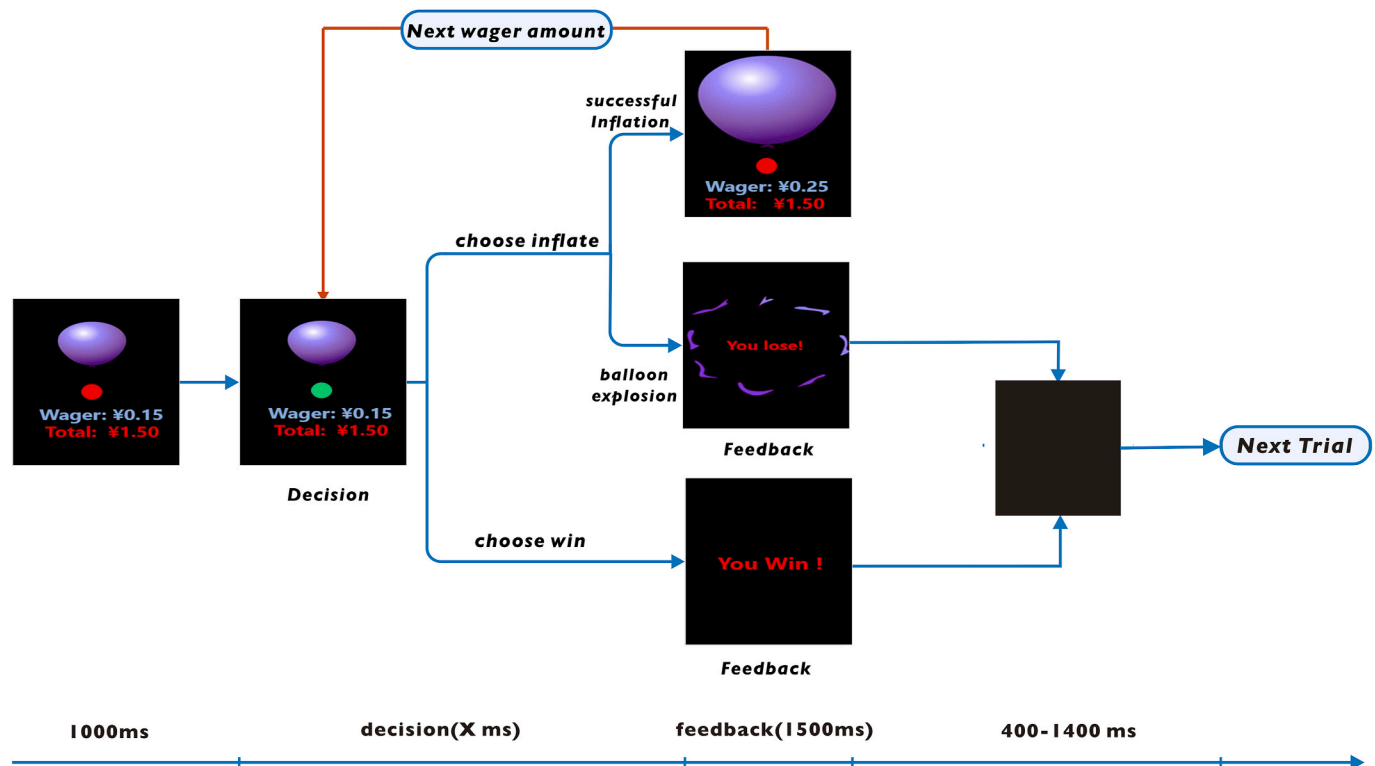 Next wager amount
successful
Inflation
Wager: ¥0.25
Total: ¥1.50
choose inflate
Wager: ¥0.15
Total: ¥1.50
Wager: ¥0.15
Total: ¥1.50
Decision
You lose!
balloon
explosion
Feedback
Next Trial
choose win
You Win !
Feedback
1000ms
decision(X ms)
feedback(1500ms)
400-1400 ms